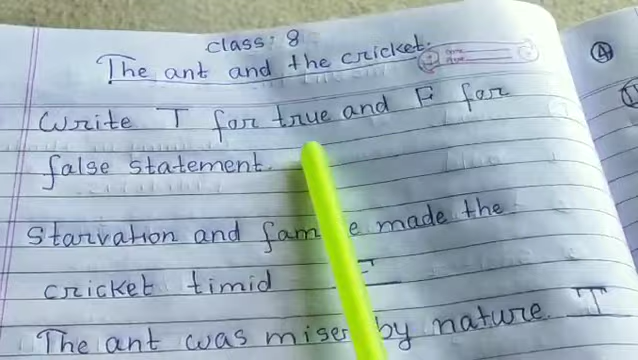 class: 8
The ant and the cricket.
Write T for true and F for
false statement.
Starvation and fam e made the
cricket timid F
The ant was miser by nature. T
A